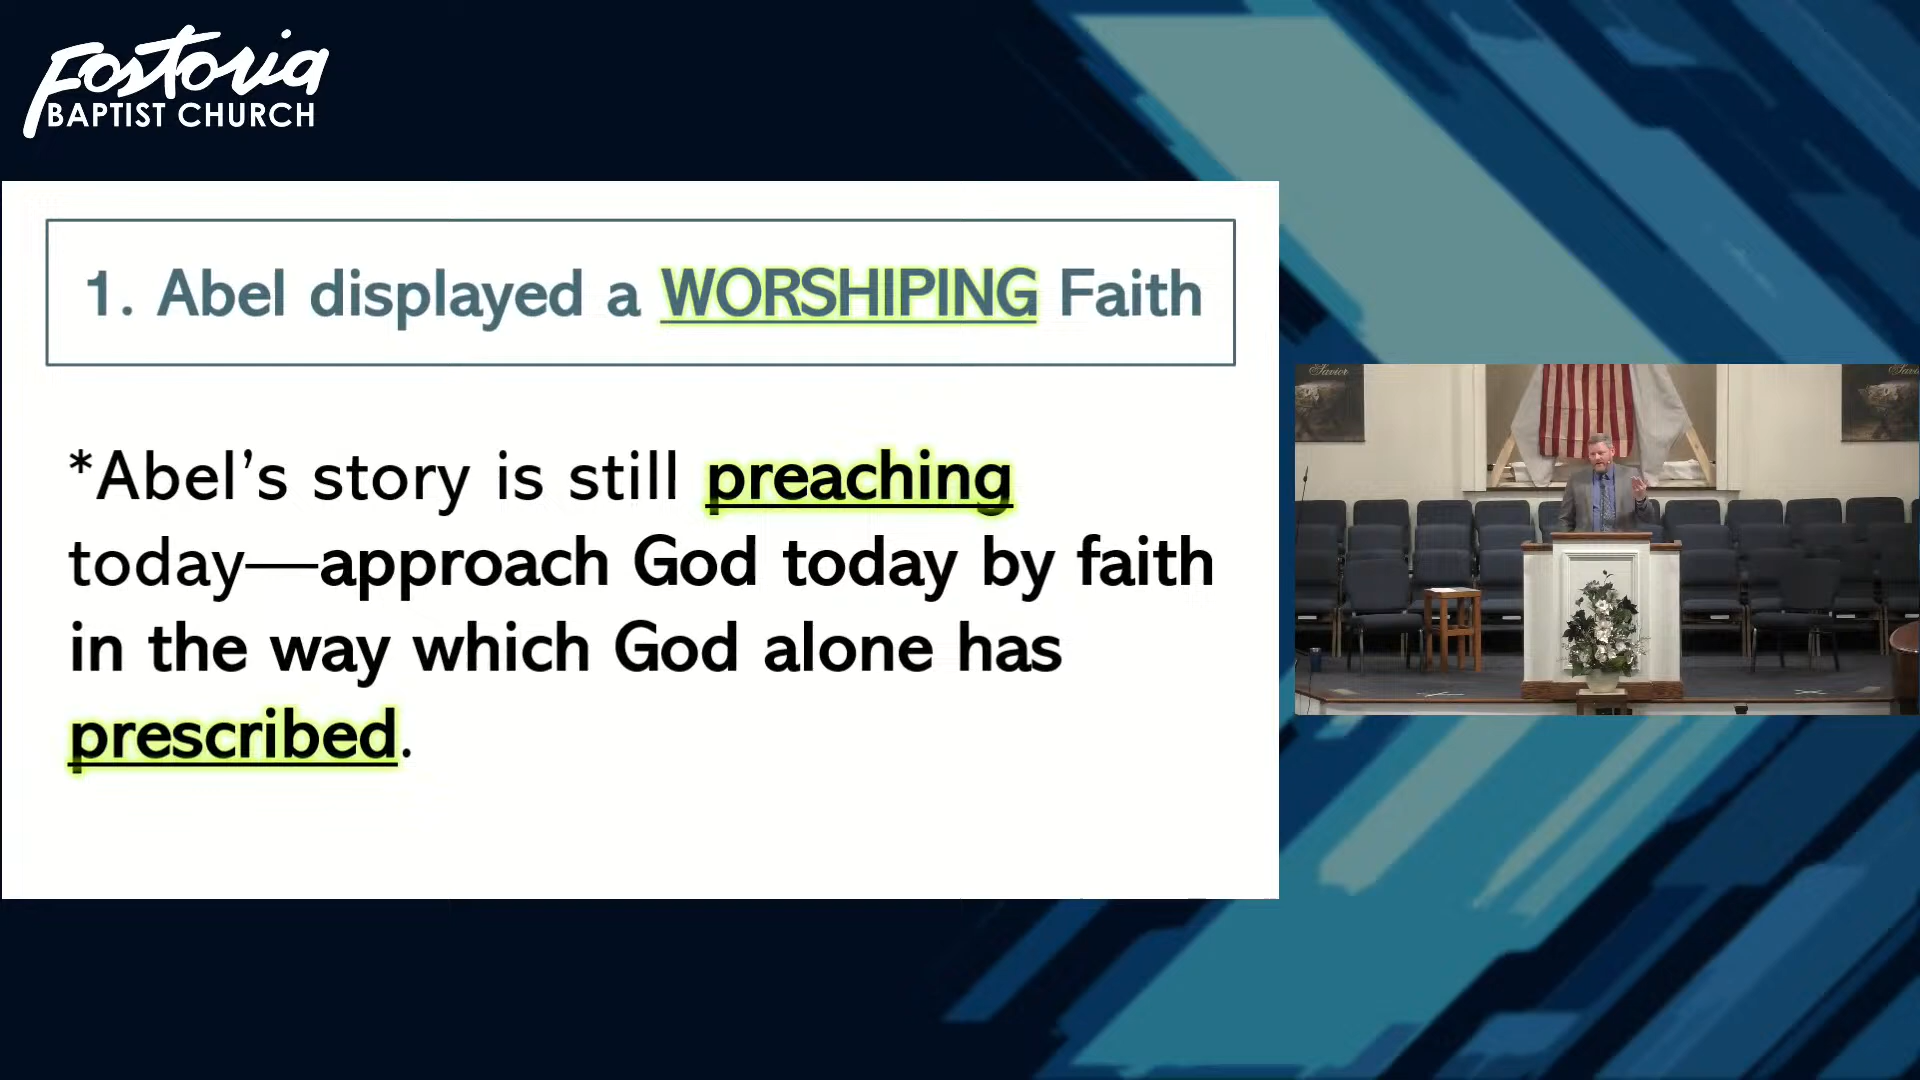 Fostoria
BAPTIST CHURCH
1. Abel displayed a WORSHIPING Faith
*Abel’s story is still preaching
today—approach God today by faith
in the way which God alone has
prescribed.
Savior